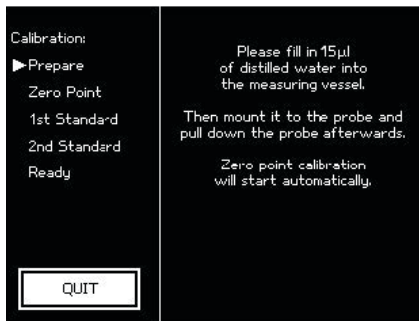 Calibration:
▶Prepare
Zero Point
1st Standard
2nd Standard
Ready
QUIT
Please fill in 15µl
of distilled water into
the measuring vessel.
Then mount it to the probe and
pull down the probe afterwards.
Zero point calibration
will start automatically.